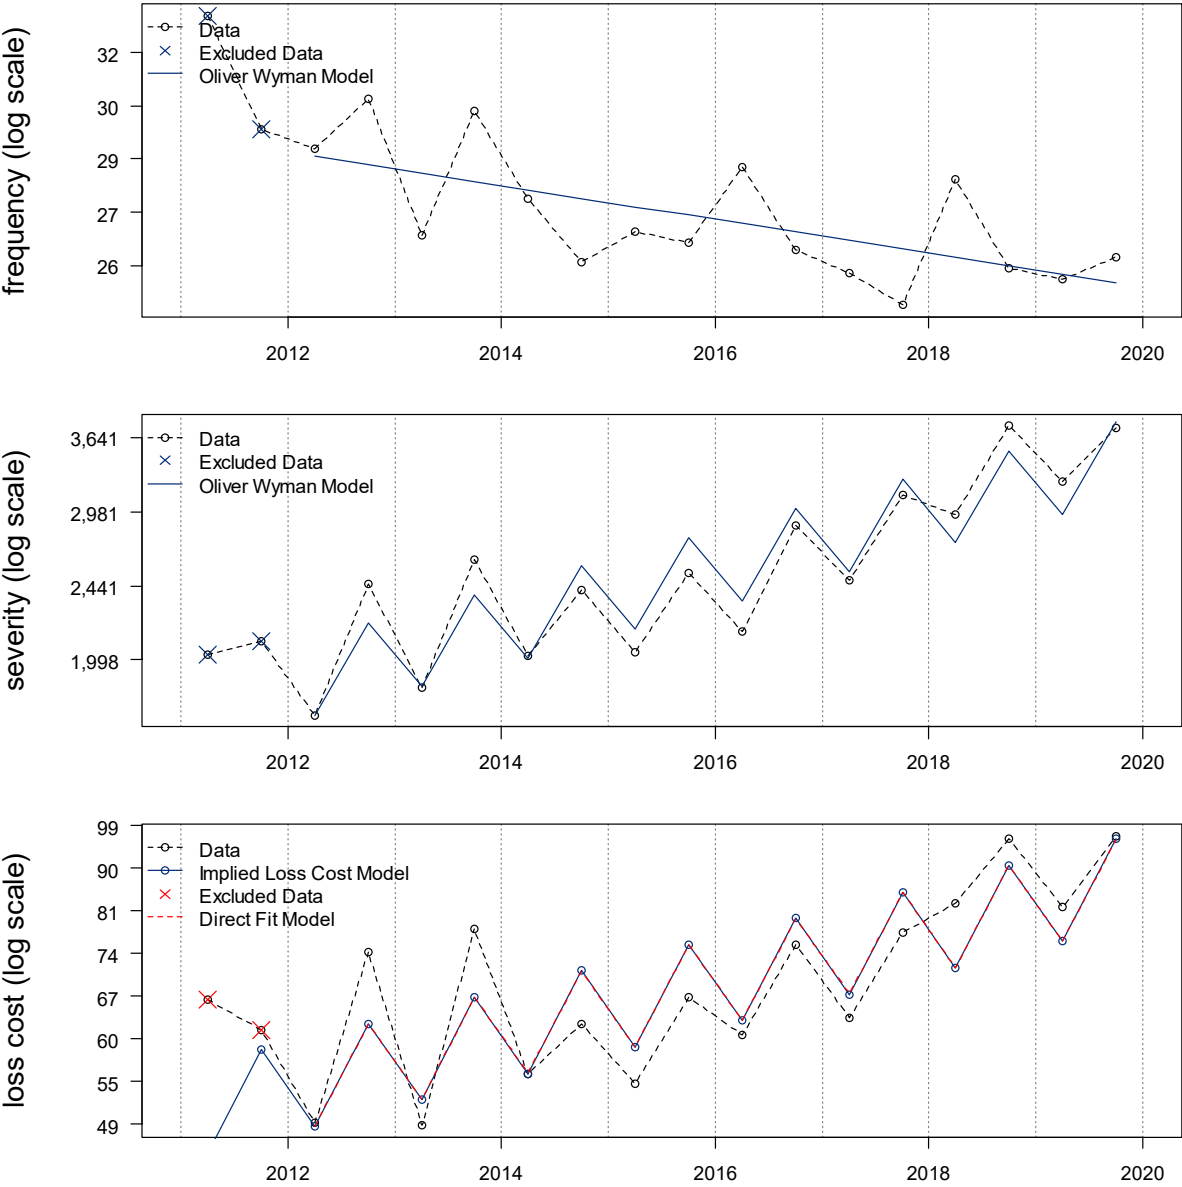 frequency (log scale)
32
30
29
27
26
Data
Excluded Data
Oliver Wyman Model
2012
2014
2016
2018
2020
severity (log scale)
3,641
2,981
2,441
1,998
Data
Excluded Data
Oliver Wyman Model
2012
2014
2016
2018
2020
loss cost (log scale)
99
90
81
74
67
60
55
49
Data
Implied Loss Cost Model
Excluded Data
Direct Fit Model
2012
2014
2016
2018
2020